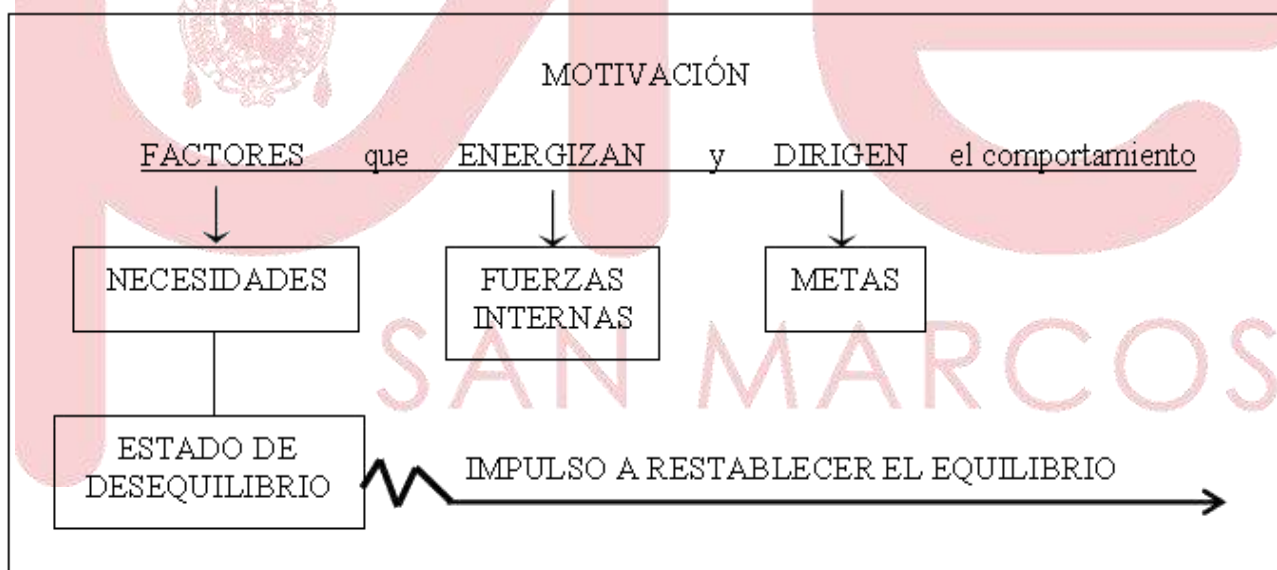 MOTIVACIÓN
FACTORES que ENERGIZAN y DIRIGEN el comportamiento
NECESIDADES
FUERZAS
INTERNAS
METAS
SAN MARCOS
ESTADO DE
DESEQUILIBRIO
IMPULSO A RESTABLECER EL EQUILIBRIO